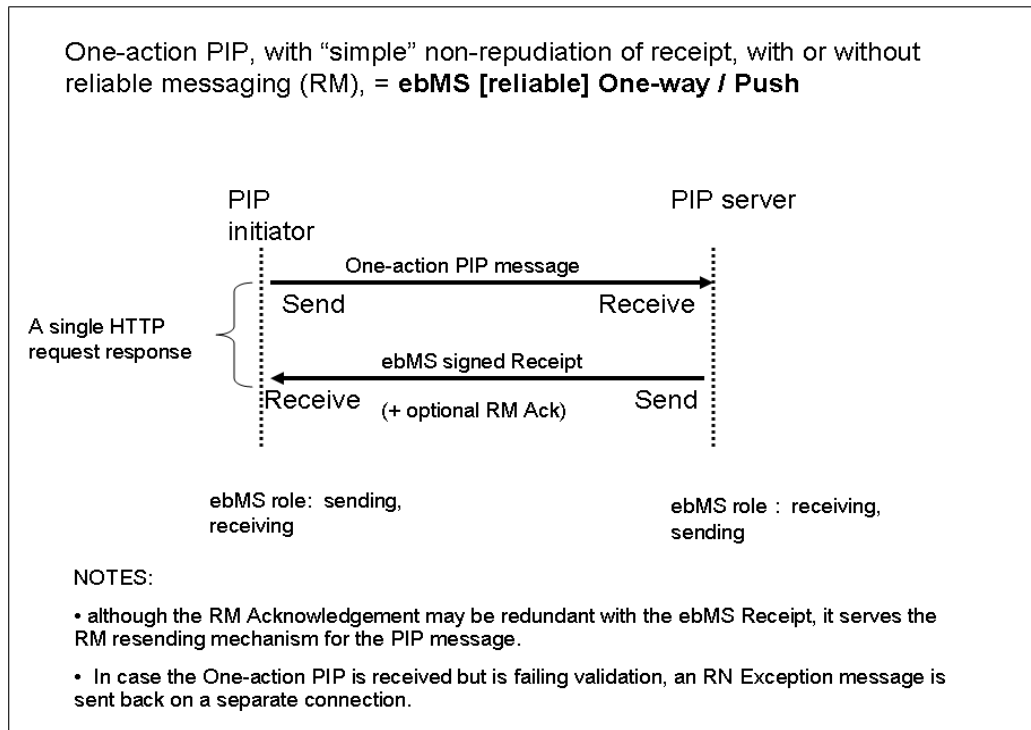 One-action PIP, with “simple” non-repudiation of receipt, with or without
reliable messaging (RM), = ebMS [reliable] One-way / Push
PIP
initiator
PIP server
One-action PIP message
Send
Receive
A single HTTP
request response
ebMS signed Receipt
Receive
(+ optional RM Ack)
Send
ebMS role: sending,
receiving
ebMS role : receiving,
sending
NOTES:
• although the RM Acknowledgement may be redundant with the ebMS Receipt, it serves the
RM resending mechanism for the PIP message.
• In case the One-action PIP is received but is failing validation, an RN Exception message is
sent back on a separate connection.